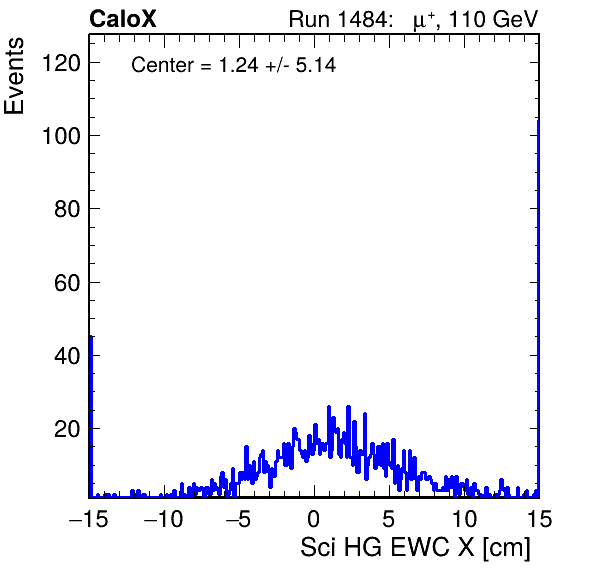 CaloX Run 1484: μ⁺, 110 GeV
Center = 1.24 +/- 5.14
Events
120
100
80
60
40
20
−15 −10 −5 0 5 10 15
Sci HG EWC X [cm]